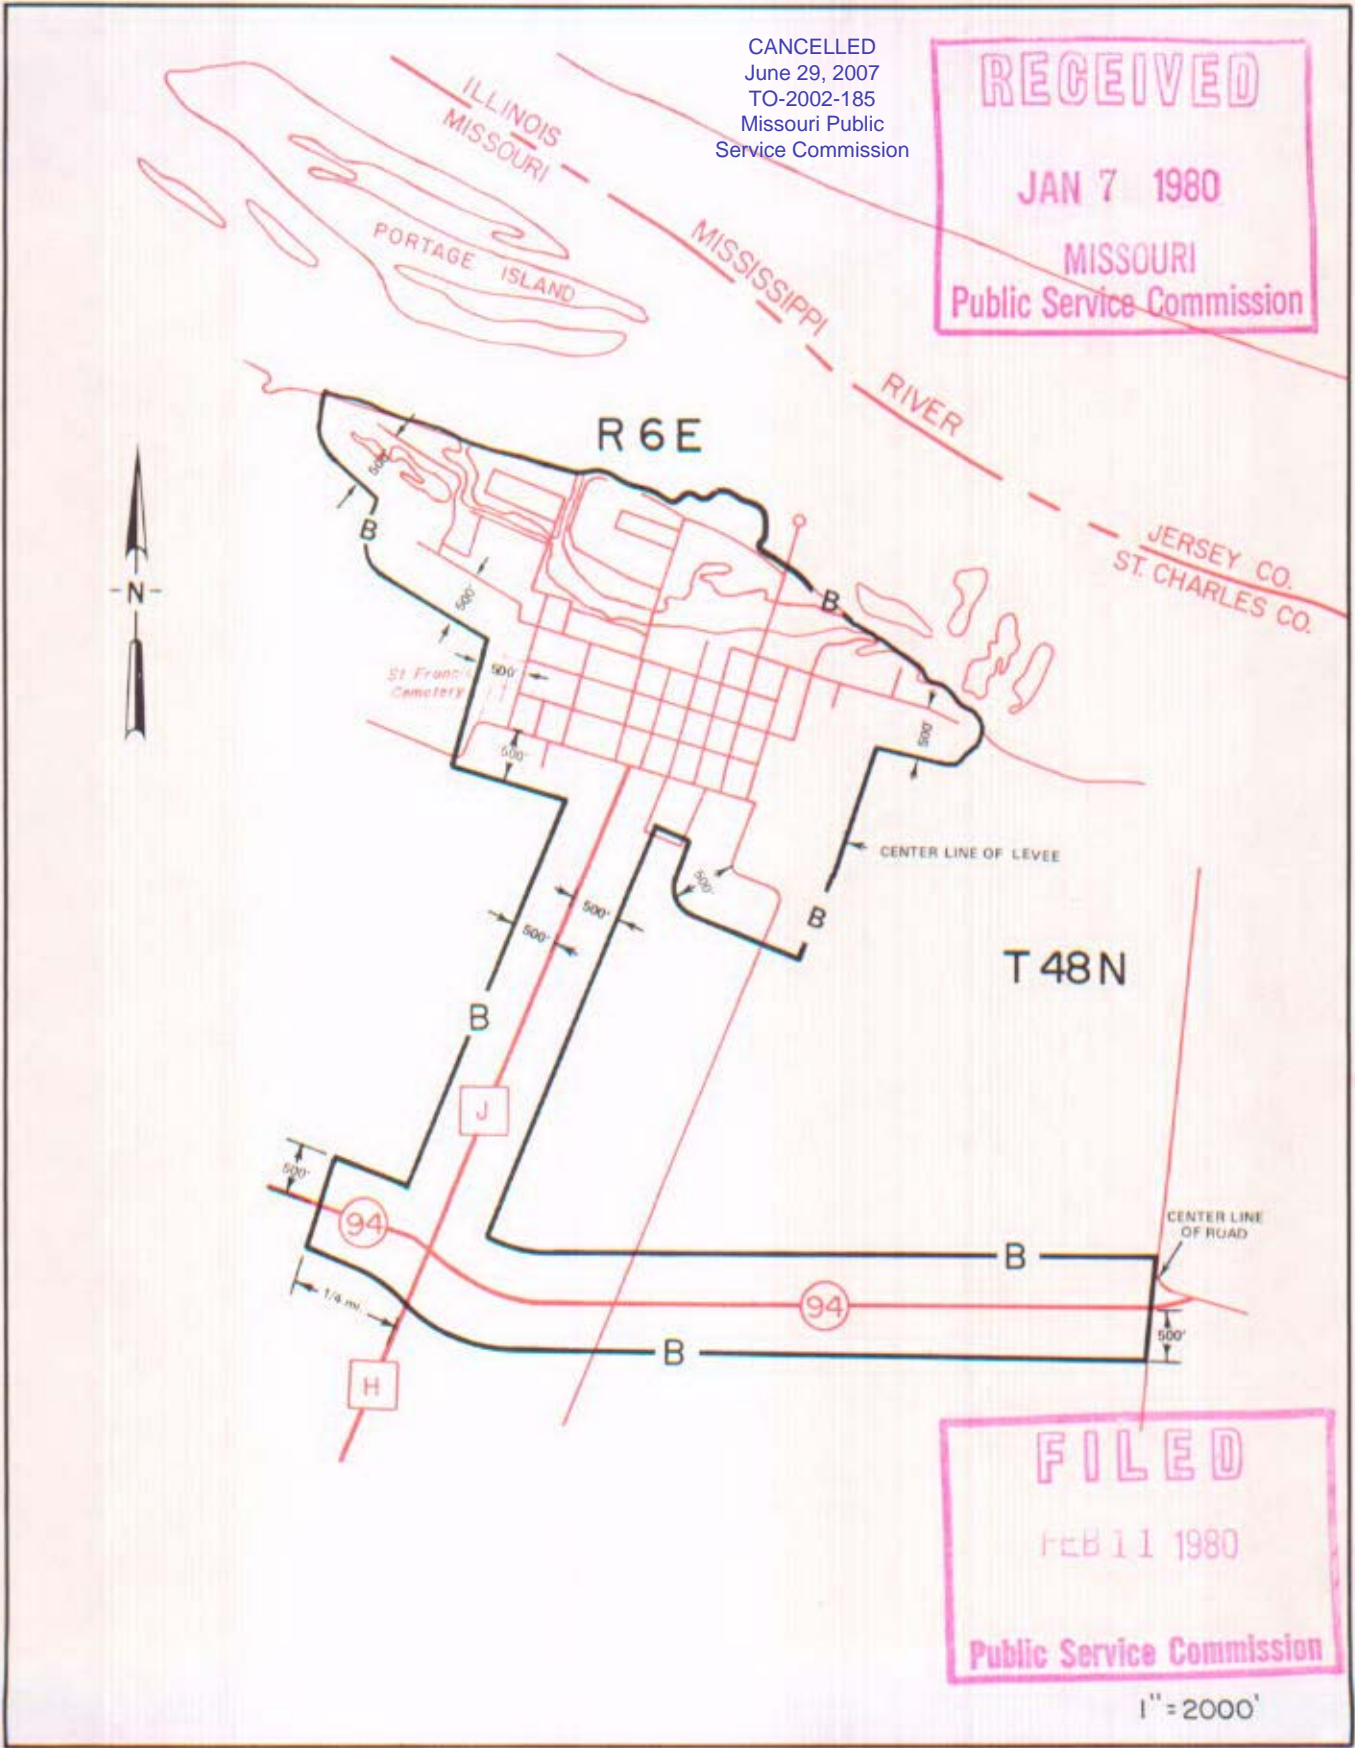 CANCELLED
June 29, 2007
TO-2002-185
Missouri Public
Service Commission
RECEIVED
JAN 7 1980
MISSOURI
Public Service Commission
ILLINOIS
MISSOURI
MISSISSIPPI
RIVER
PORTAGE ISLAND
R 6 E
JERSEY CO.
ST. CHARLES CO.
500'
B
-N-
500'
B
St Francis
Cemetery
500'
500'
500'
CENTER LINE OF LEVEE
500'
B
500'
500'
T 48 N
B
J
500'
94
CENTER LINE
OF ROAD
B
1/4 mi.
94
500'
B
H
FILED
FEB 11 1980
Public Service Commission
1" = 2000'